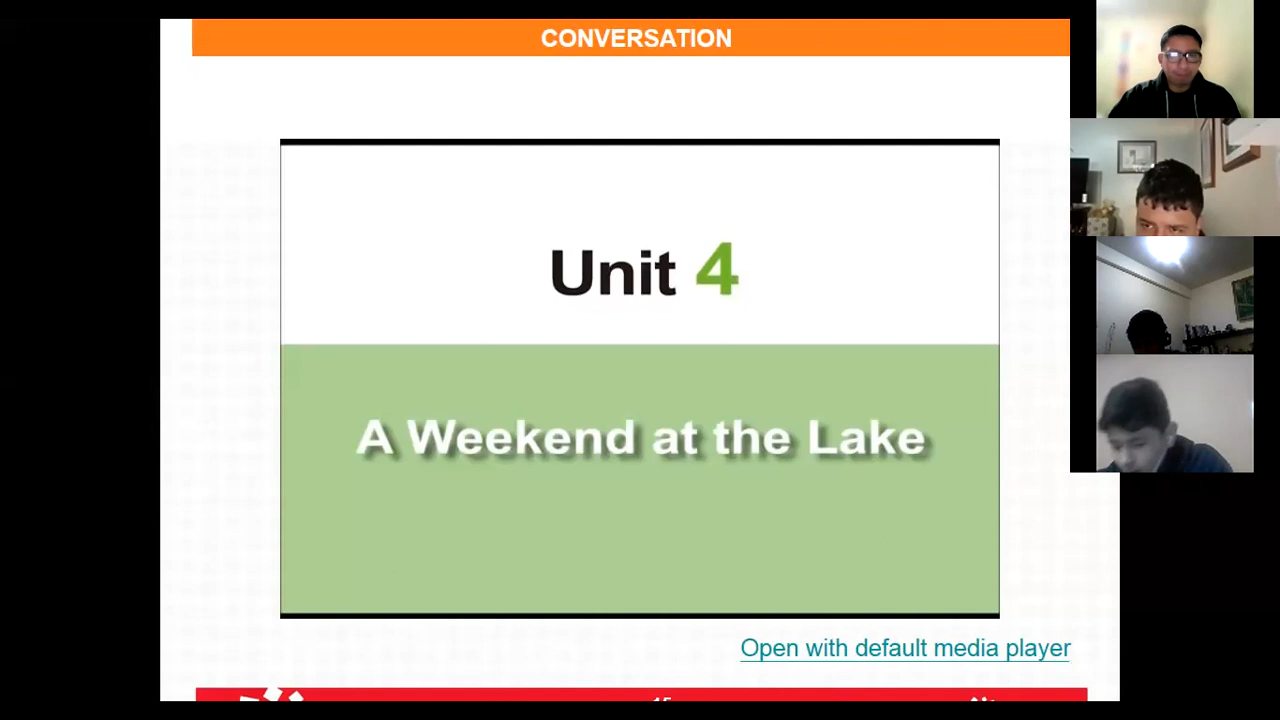 CONVERSATION
Unit 4
A Weekend at the Lake
Open with default media player